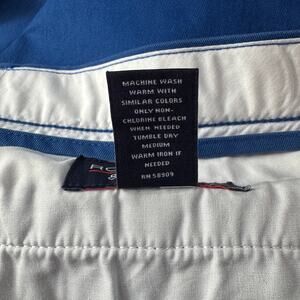 MACHINE WASH
WARM WITH
SIMILAR COLORS
ONLY NON-
CHLORINE BLEACH
WHEN NEEDED
TUMBLE DRY
MEDIUM
WARM IRON IF
NEEDED
RN 58909